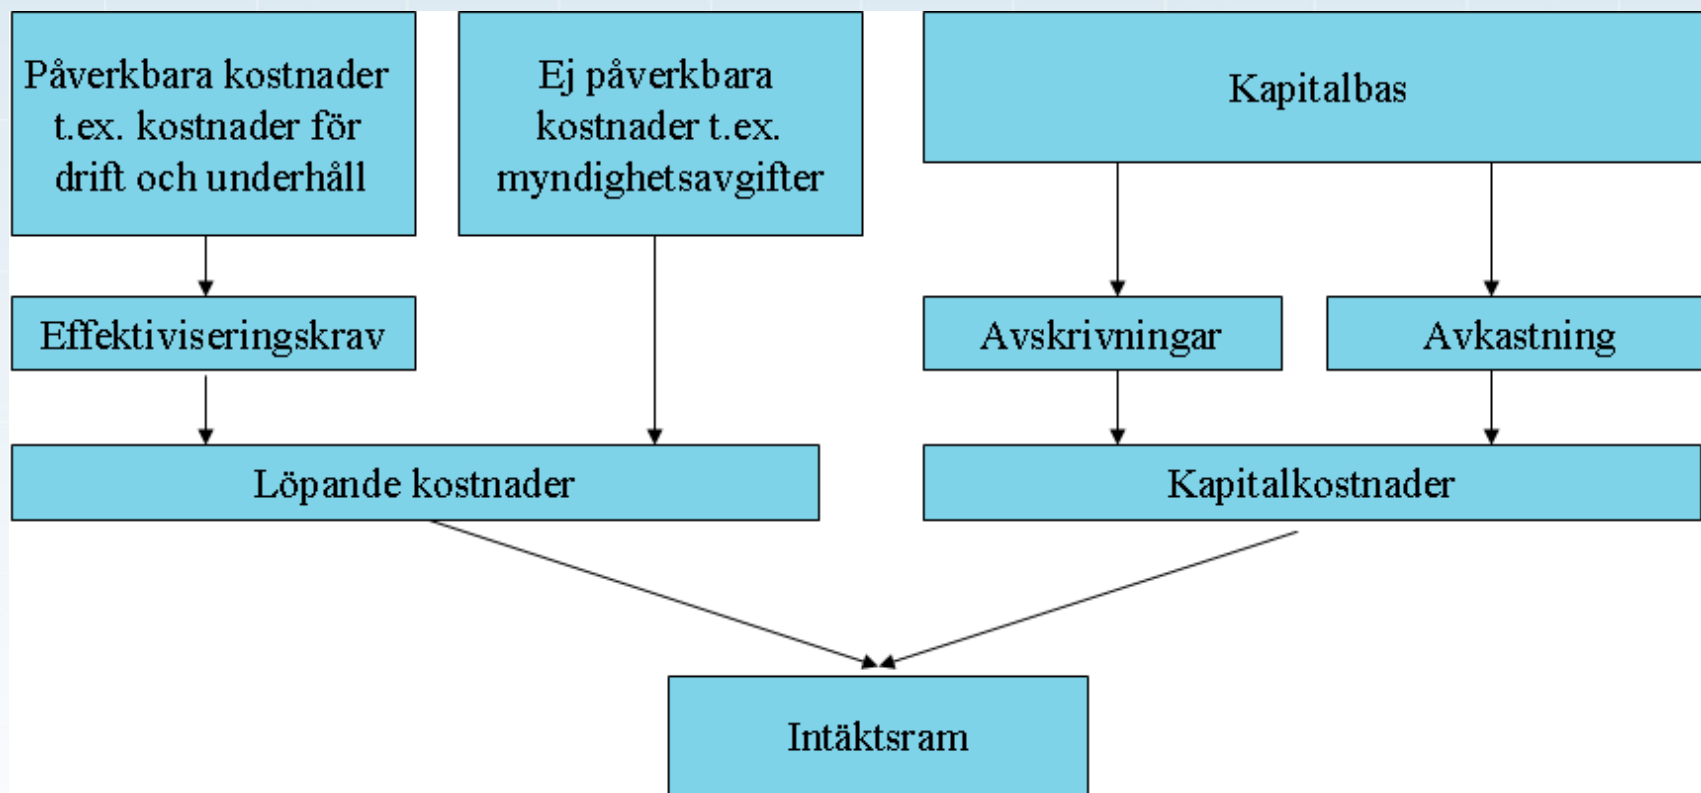 Påverkbara kostnader
t.ex. kostnader för
drift och underhåll
Ej påverkbara
kostnader t.ex.
myndighetsavgifter
Kapitalbas
Effektiviseringskrav
Avskrivningar
Avkastning
Löpande kostnader
Kapitalkostnader
Intäktsram